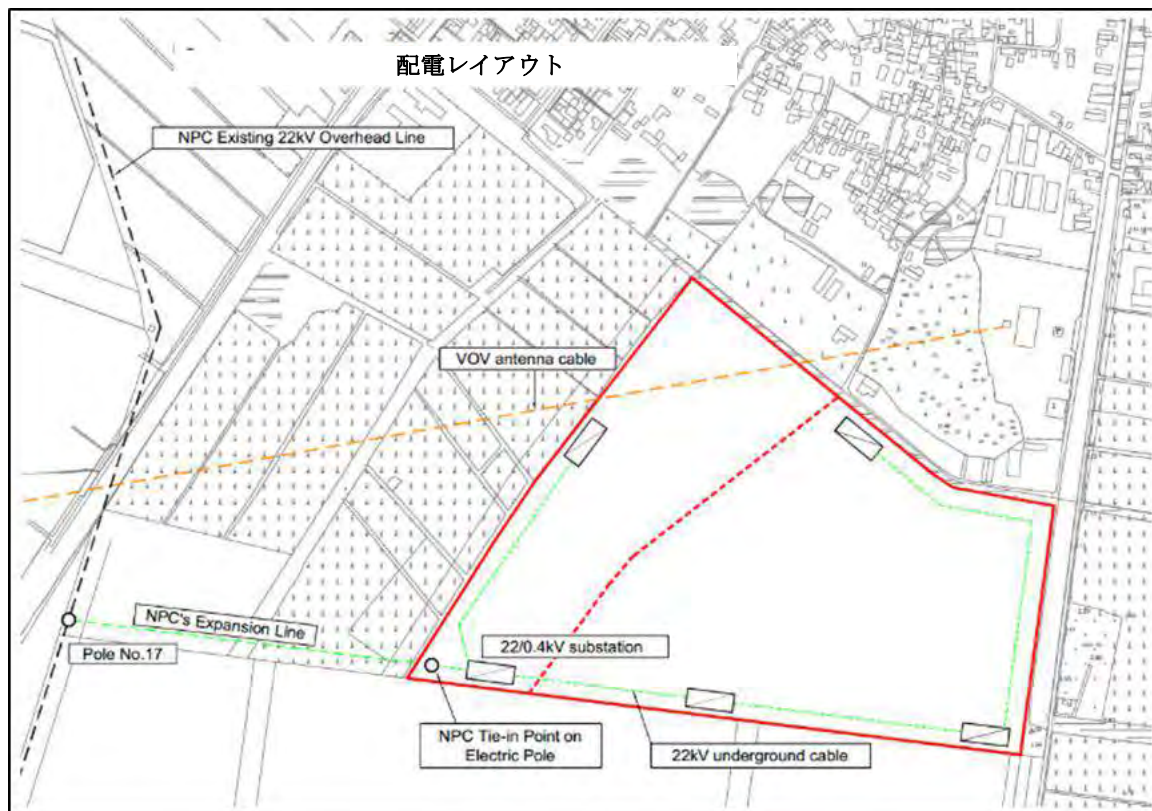 配電レイアウト
NPC Existing 22kV Overhead Line
VOV antenna cable
NPC's Expansion Line
Pole No.17
22/0.4kV substation
NPC Tie-in Point on
Electric Pole
22kV underground cable